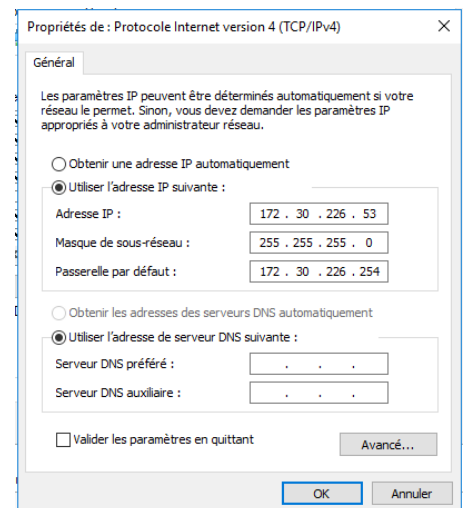 Propriétés de : Protocole Internet version 4 (TCP/IPv4)
Général
Les paramètres IP peuvent être déterminés automatiquement si votre
réseau le permet. Sinon, vous devez demander les paramètres IP
appropriés à votre administrateur réseau.
Obtenir une adresse IP automatiquement
Utiliser l'adresse IP suivante :
Adresse IP : 172 . 30 . 226 . 53
Masque de sous-réseau : 255 . 255 . 255 . 0
Passerelle par défaut : 172 . 30 . 226 . 254
Obtenir les adresses des serveurs DNS automatiquement
Utiliser l'adresse de serveur DNS suivante :
Serveur DNS préféré : . . .
Serveur DNS auxiliaire : . . .
Valider les paramètres en quittant
Avancé...
OK Annuler